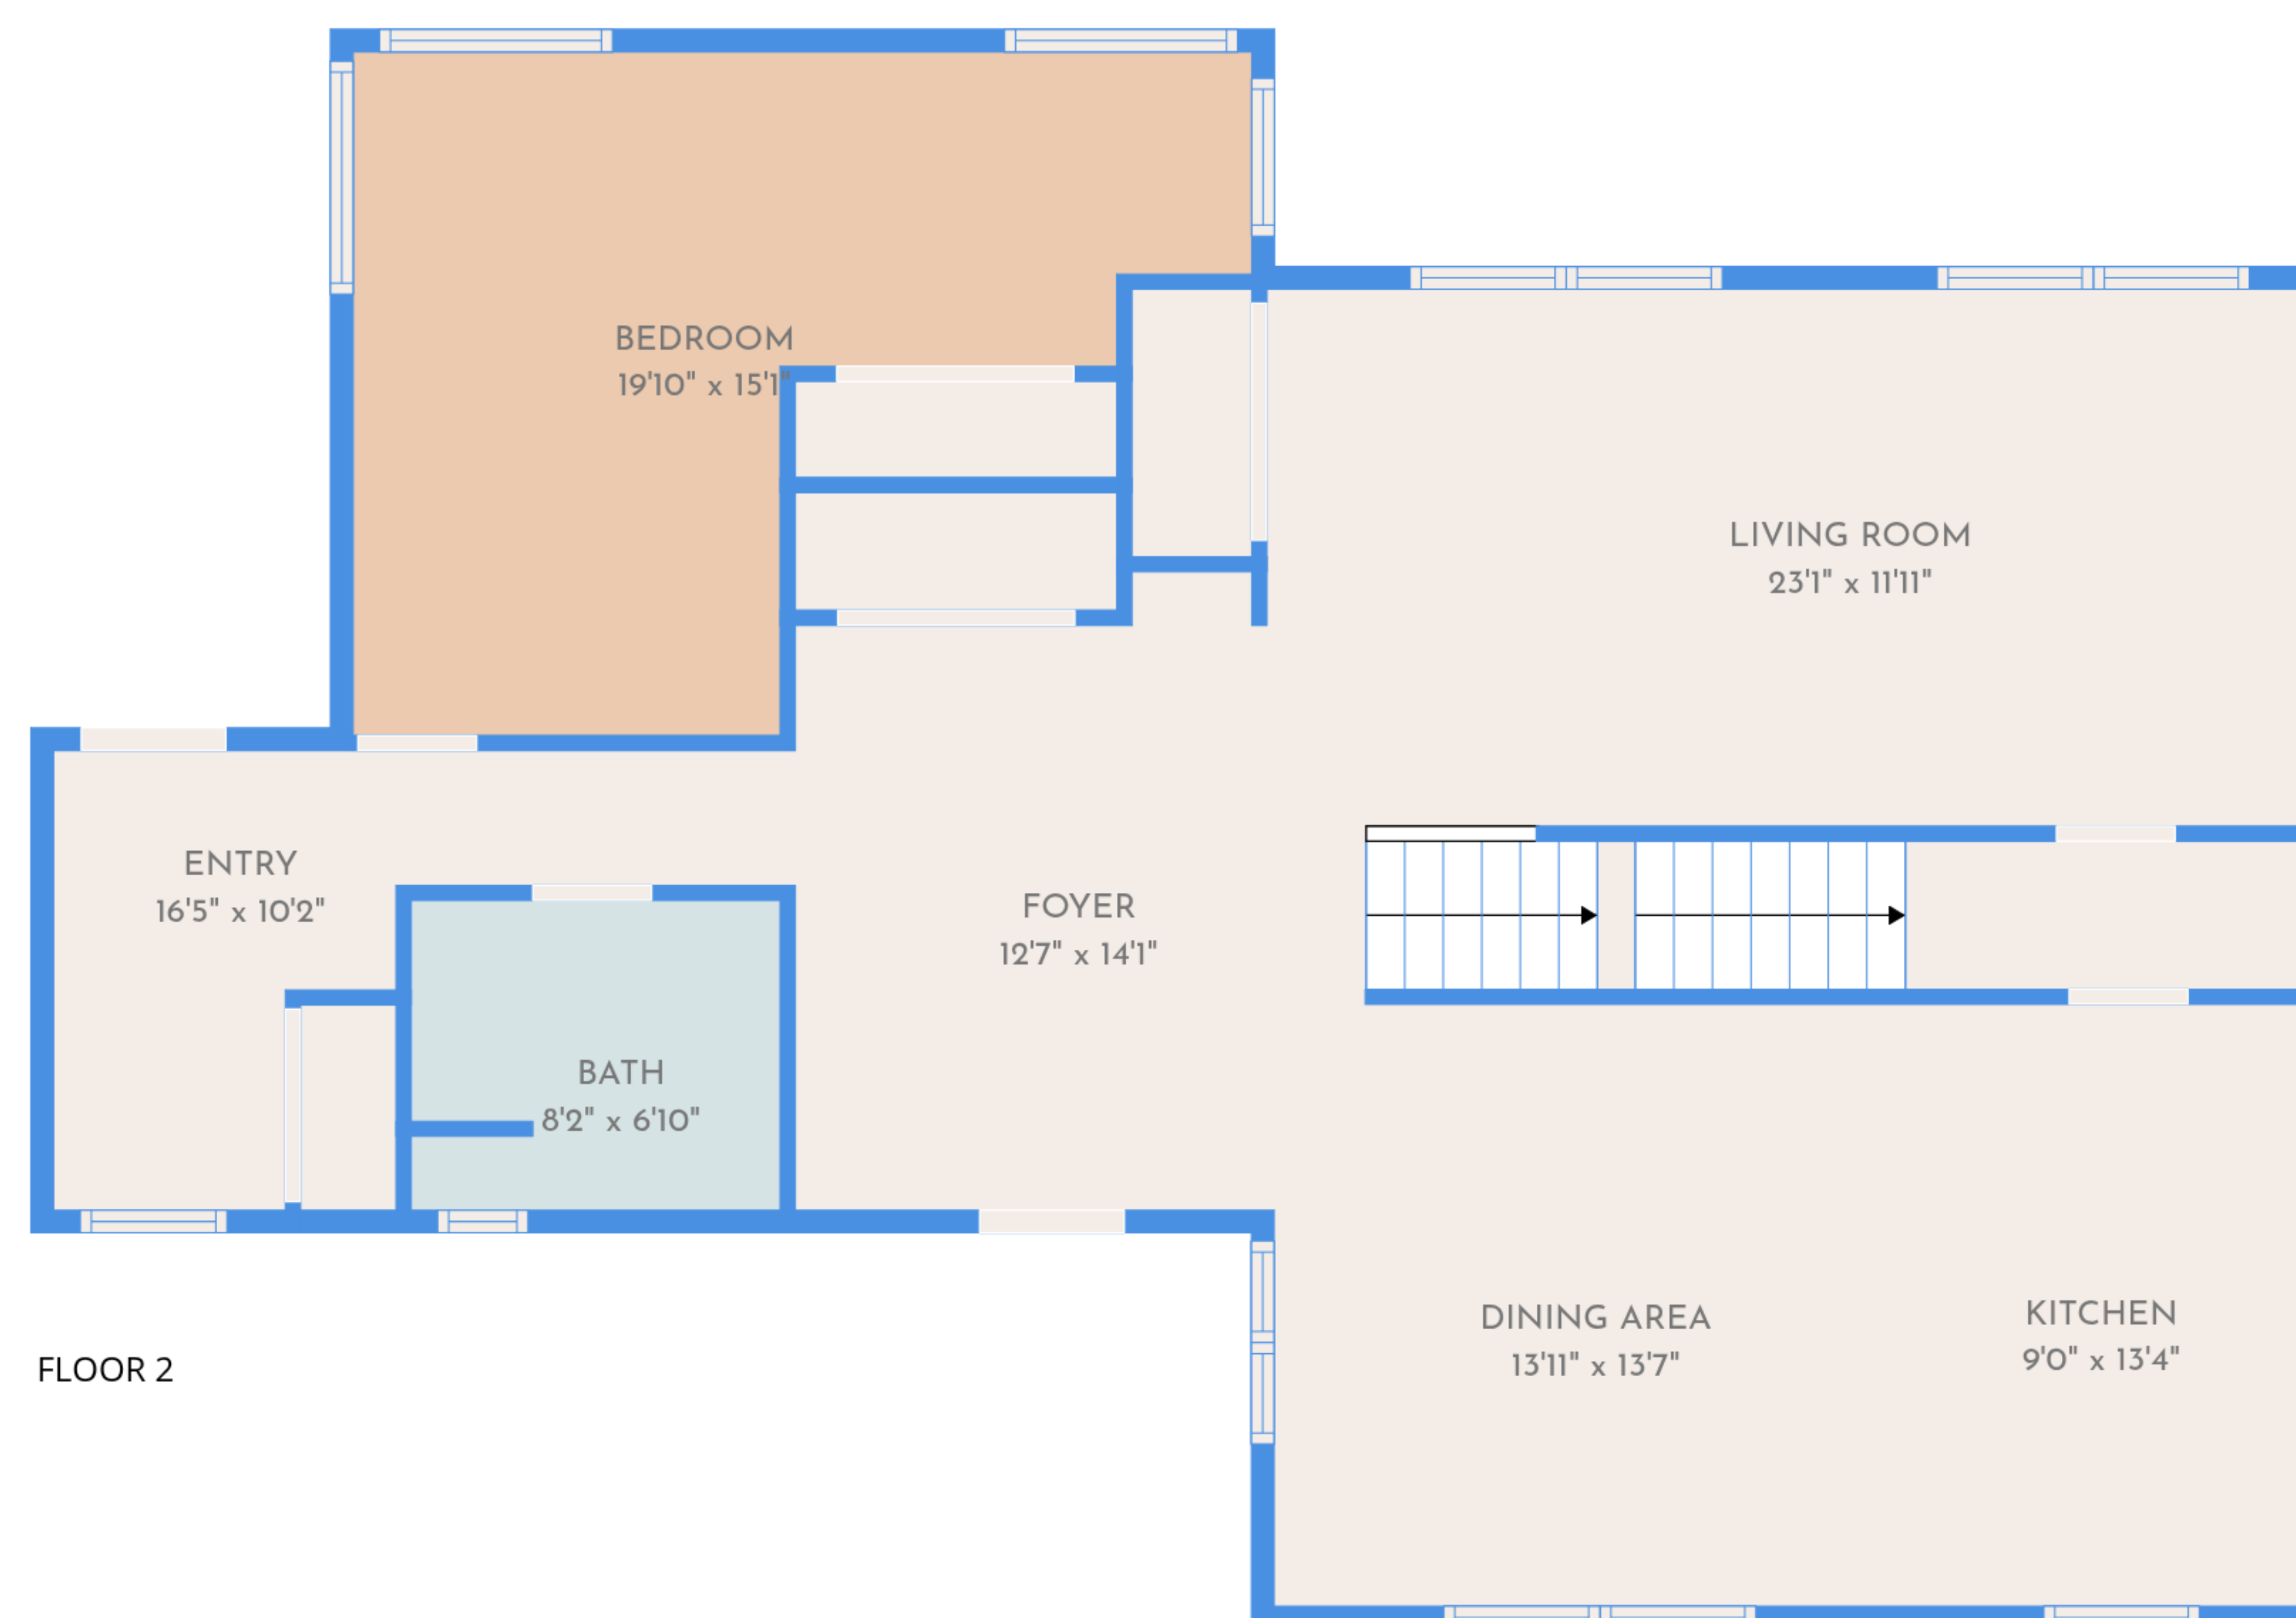 BEDROOM
19'10" x 15'1"
LIVING ROOM
23'1" x 11'11"
ENTRY
16'5" x 10'2"
FOYER
12'7" x 14'1"
BATH
8'2" x 6'10"
DINING AREA
13'11" x 13'7"
KITCHEN
9'0" x 13'4"
FLOOR 2